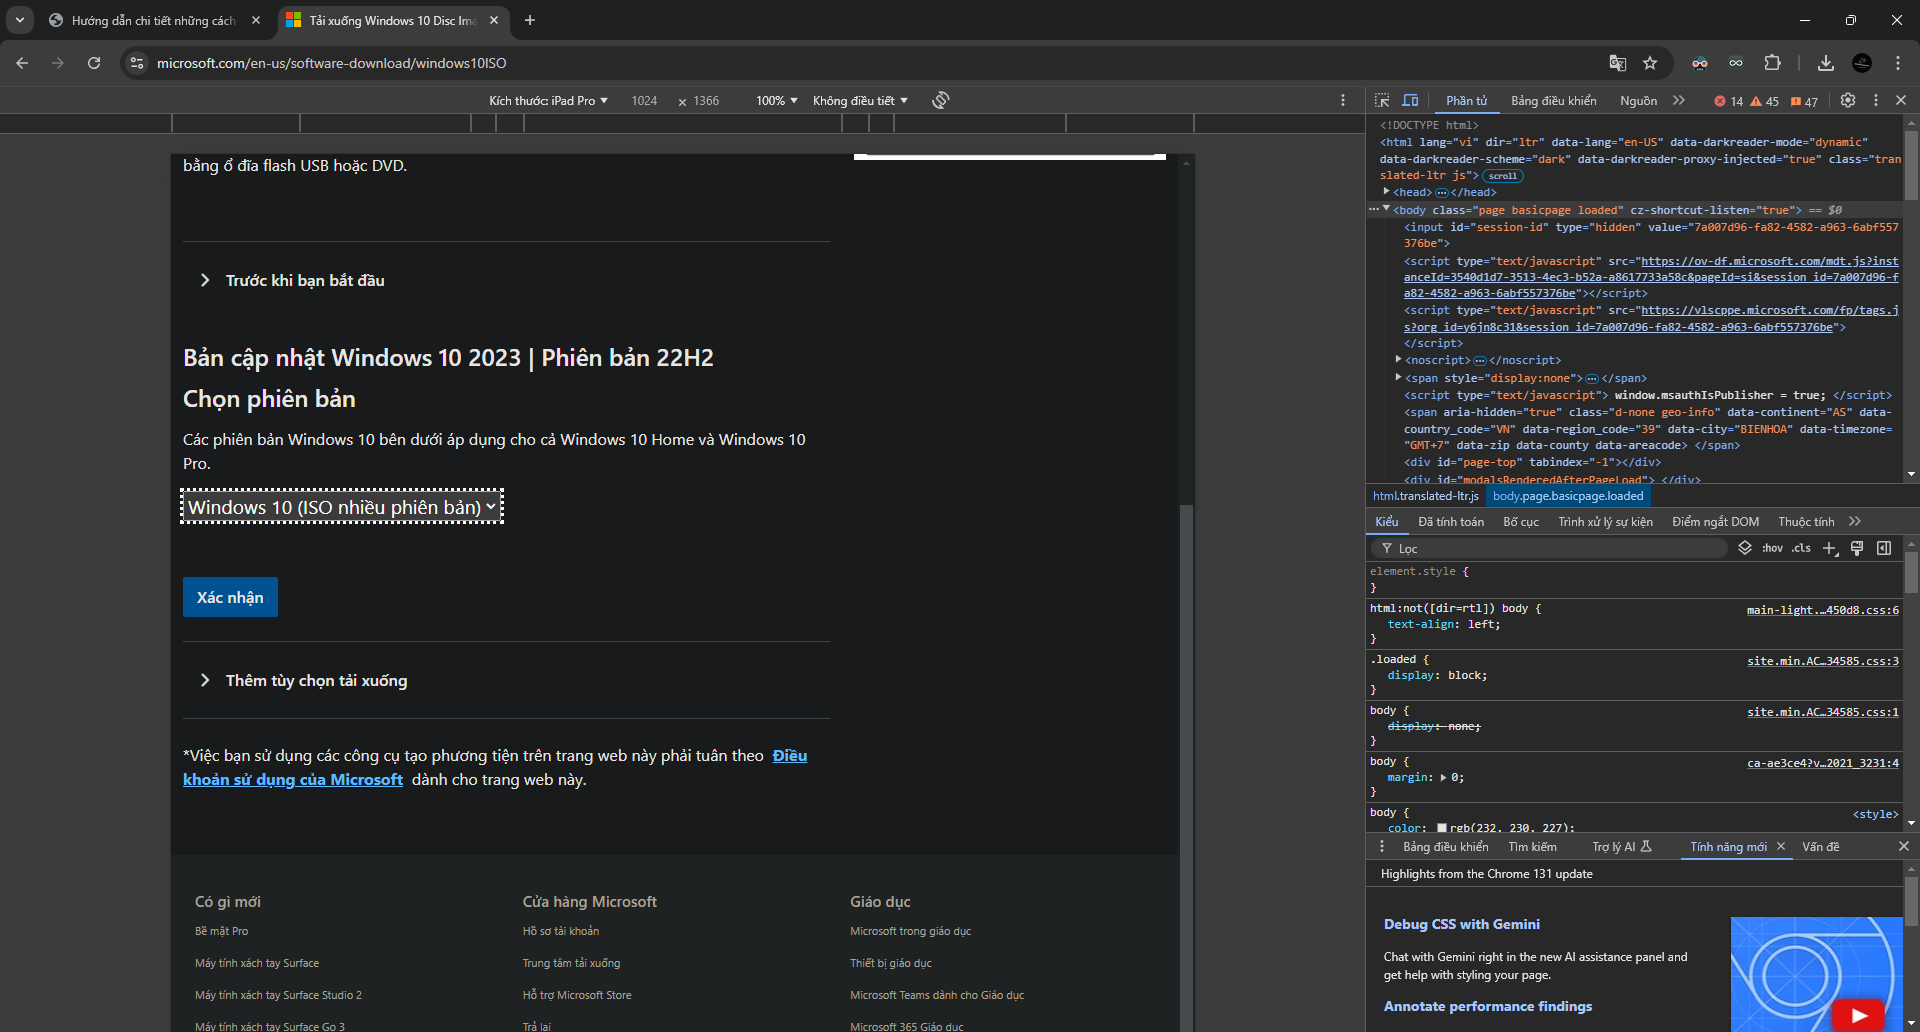 Hướng dẫn chi tiết những cách
Tải xuống Windows 10 Disc Ima
microsoft.com/en-us/software-download/windows10ISO
Kích thước: iPad Pro
1024 × 1366
100%
Không điều tiết
bằng ổ đĩa flash USB hoặc DVD.
Trước khi bạn bắt đầu
Bản cập nhật Windows 10 2023 | Phiên bản 22H2
Chọn phiên bản
Các phiên bản Windows 10 bên dưới áp dụng cho cả Windows 10 Home và Windows 10
Pro.
Windows 10 (ISO nhiều phiên bản)
Xác nhận
Thêm tùy chọn tải xuống
*Việc bạn sử dụng các công cụ tạo phương tiện trên trang web này phải tuân theo Điều
khoản sử dụng của Microsoft dành cho trang web này.
Có gì mới
Bề mặt Pro
Máy tính xách tay Surface
Máy tính xách tay Surface Studio 2
Máy tính xách tay Surface Go 3
Cửa hàng Microsoft
Hồ sơ tài khoản
Trung tâm tải xuống
Hỗ trợ Microsoft Store
Trả lại
Giáo dục
Microsoft trong giáo dục
Thiết bị giáo dục
Microsoft Teams dành cho Giáo dục
Microsoft 365 Giáo dục
Phần tử
Bảng điều khiển
Nguồn
14 45 47
<!DOCTYPE html>
<html lang="vi" dir="ltr" data-lang="en-US" data-darkreader-mode="dynamic"
data-darkreader-scheme="dark" data-darkreader-proxy-injected="true" class="tran
slated-ltr js"> scroll
<head> </head>
<body class="page basicpage loaded" cz-shortcut-listen="true"> == $0
<input id="session-id" type="hidden" value="7a007d96-fa82-4582-a963-6abf557
376be">
<script type="text/javascript" src="https://ov-df.microsoft.com/mdt.js?inst
anceId=3540d1d7-3513-4ec3-b52a-a8617733a58c&pageId=si&session_id=7a007d96-f
a82-4582-a963-6abf557376be"></script>
<script type="text/javascript" src="https://vlscppe.microsoft.com/fp/tags.j
s?org_id=y6jn8c31&session_id=7a007d96-fa82-4582-a963-6abf557376be">
</script>
<noscript> </noscript>
<span style="display:none"> </span>
<script type="text/javascript"> window.msauthIsPublisher = true; </script>
<span aria-hidden="true" class="d-none geo-info" data-continent="AS" data-
country_code="VN" data-region_code="39" data-city="BIENHOA" data-timezone=
"GMT+7" data-zip data-county data-areacode> </span>
<div id="page-top" tabindex="-1"></div>
<div id="modalsRenderedAfterPageLoad"> </div>
html.translated-ltr.js
body.page.basicpage.loaded
Kiểu
Đã tính toán
Bố cục
Trình xử lý sự kiện
Điểm ngắt DOM
Thuộc tính
Lọc
:hov .cls
element.style {
}
html:not([dir=rtl]) body { main-light.…450d8.css:6
text-align: left;
}
.loaded { site.min.AC…34585.css:3
display: block;
}
body { site.min.AC…34585.css:1
display: none;
}
body { ca-ae3ce4?v…2021_3231:4
margin: 0;
}
body { <style>
color: rgb(232, 230, 227);
Bảng điều khiển
Tìm kiếm
Trợ lý AI
Tính năng mới
Vấn đề
Highlights from the Chrome 131 update
Debug CSS with Gemini
Chat with Gemini right in the new AI assistance panel and
get help with styling your page.
Annotate performance findings